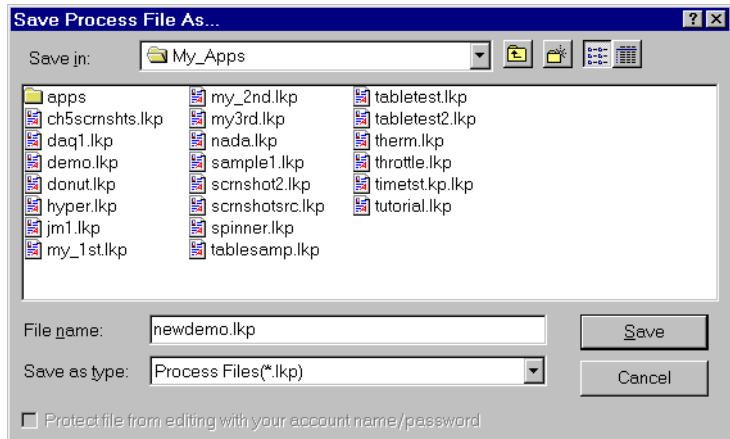 Save Process File As...
Save in: My_Apps
apps my_2nd.lkp tabletest.lkp
ch5scrnshts.lkp my3rd.lkp tabletest2.lkp
daq1.lkp nada.lkp therm.lkp
demo.lkp sample1.lkp throttle.lkp
donut.lkp scrnshot2.lkp timetst.kp.lkp
hyper.lkp scrnshotsrc.lkp tutorial.lkp
jm1.lkp spinner.lkp
my_1st.lkp tablesamp.lkp
File name: newdemo.lkp Save
Save as type: Process Files(*.lkp) Cancel
Protect file from editing with your account name/password